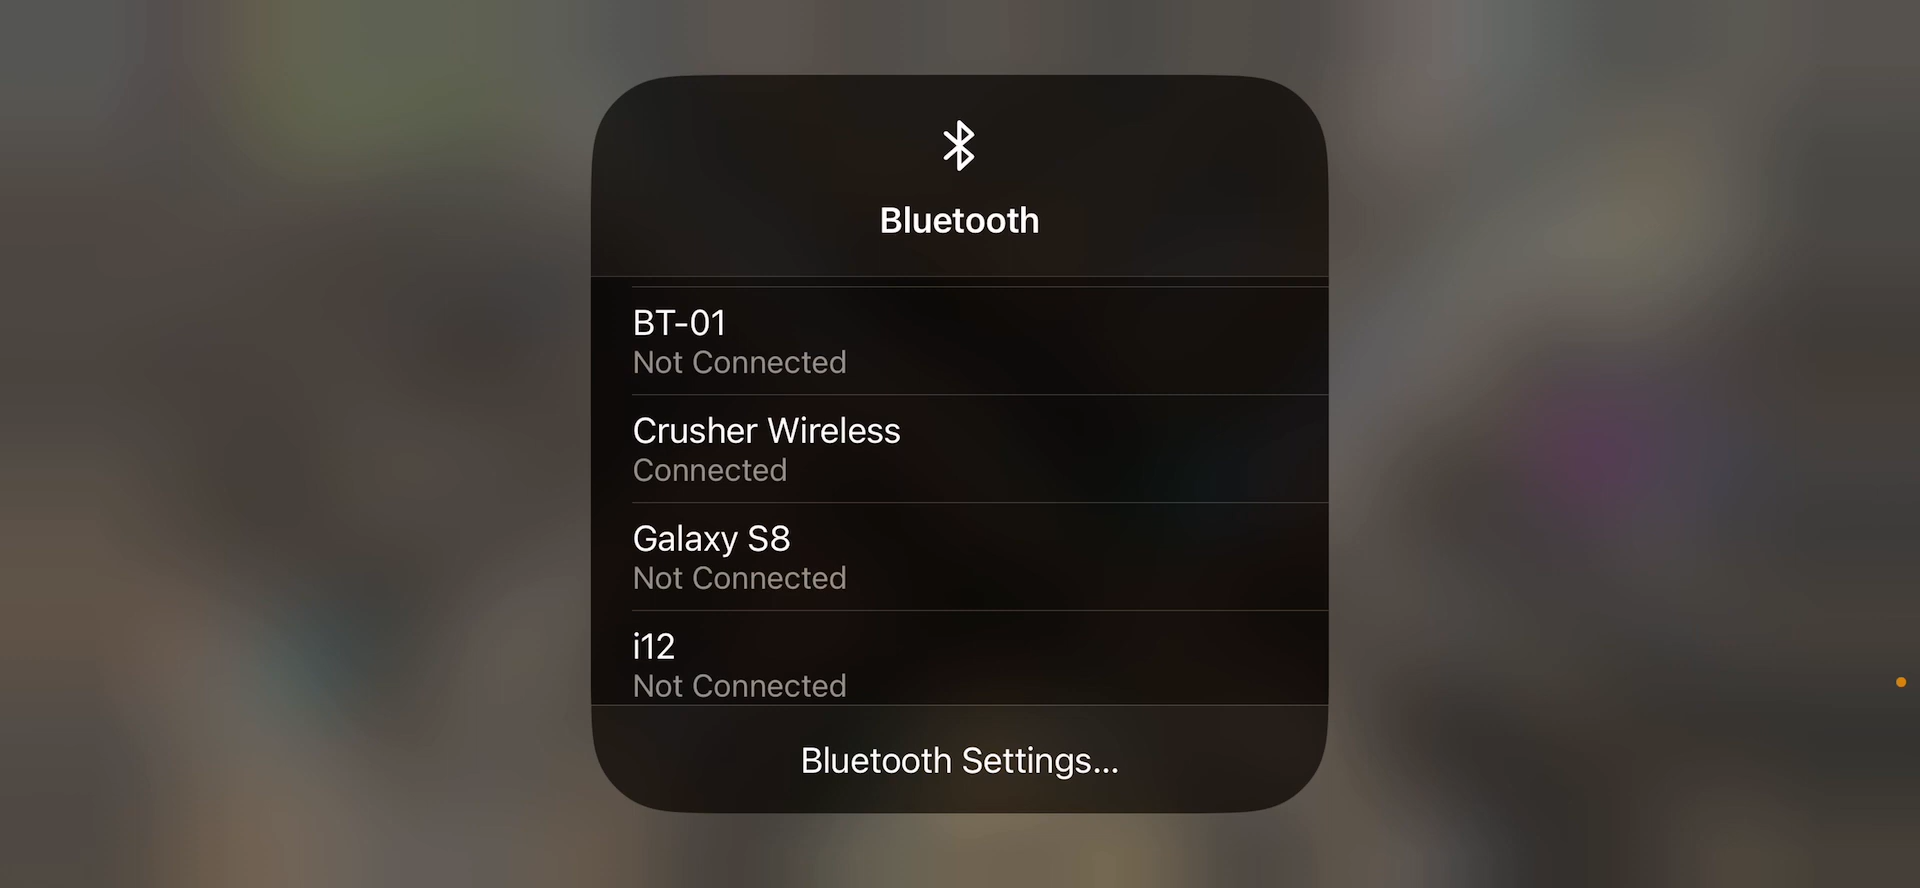 Bluetooth
BT-01
Not Connected
Crusher Wireless
Connected
Galaxy S8
Not Connected
i12
Not Connected
Bluetooth Settings...